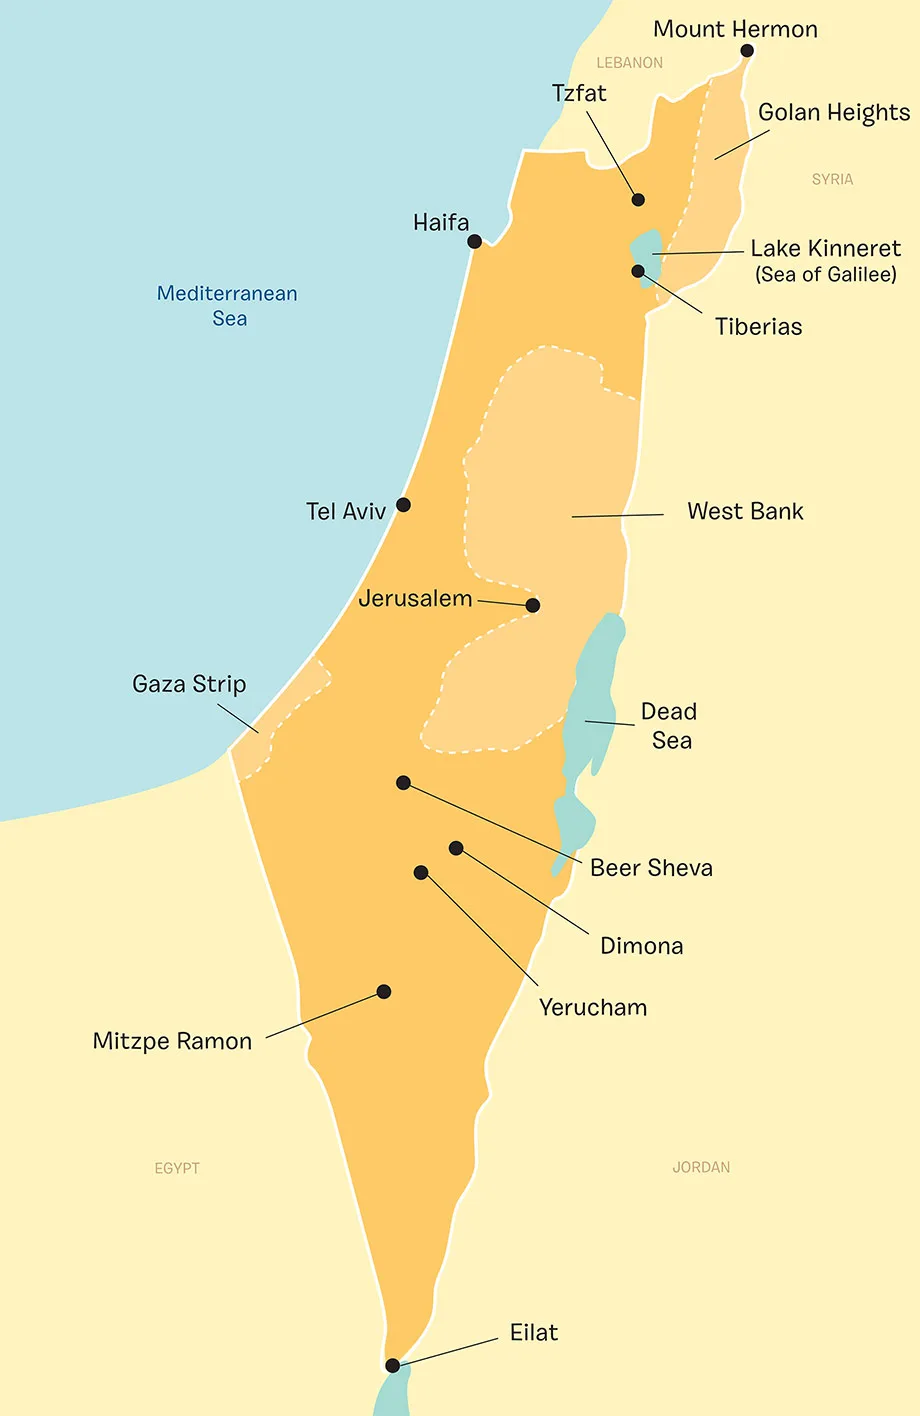 Mount Hermon
LEBANON
Tzfat
Golan Heights
SYRIA
Haifa
Lake Kinneret
(Sea of Galilee)
Mediterranean
Sea
Tiberias
Tel Aviv
West Bank
Jerusalem
Gaza Strip
Dead
Sea
Beer Sheva
Dimona
Yerucham
Mitzpe Ramon
EGYPT
JORDAN
Eilat